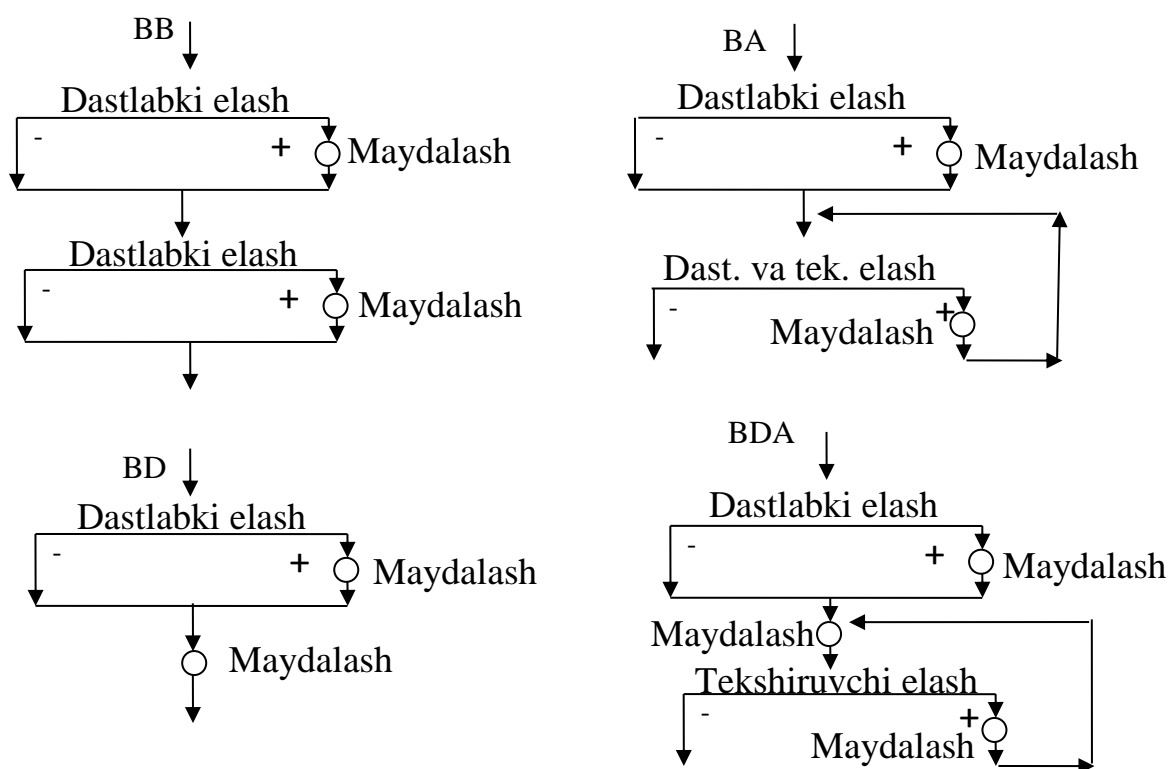 BB
Dastlabki elash
-
+
Maydalash
Dastlabki elash
-
+
Maydalash
BA
Dastlabki elash
-
+
Maydalash
Dast. va tek. elash
-
+
Maydalash
BD
Dastlabki elash
-
+
Maydalash
Maydalash
BDA
Dastlabki elash
-
+
Maydalash
Maydalash
Tekshiruvchi elash
-
+
Maydalash